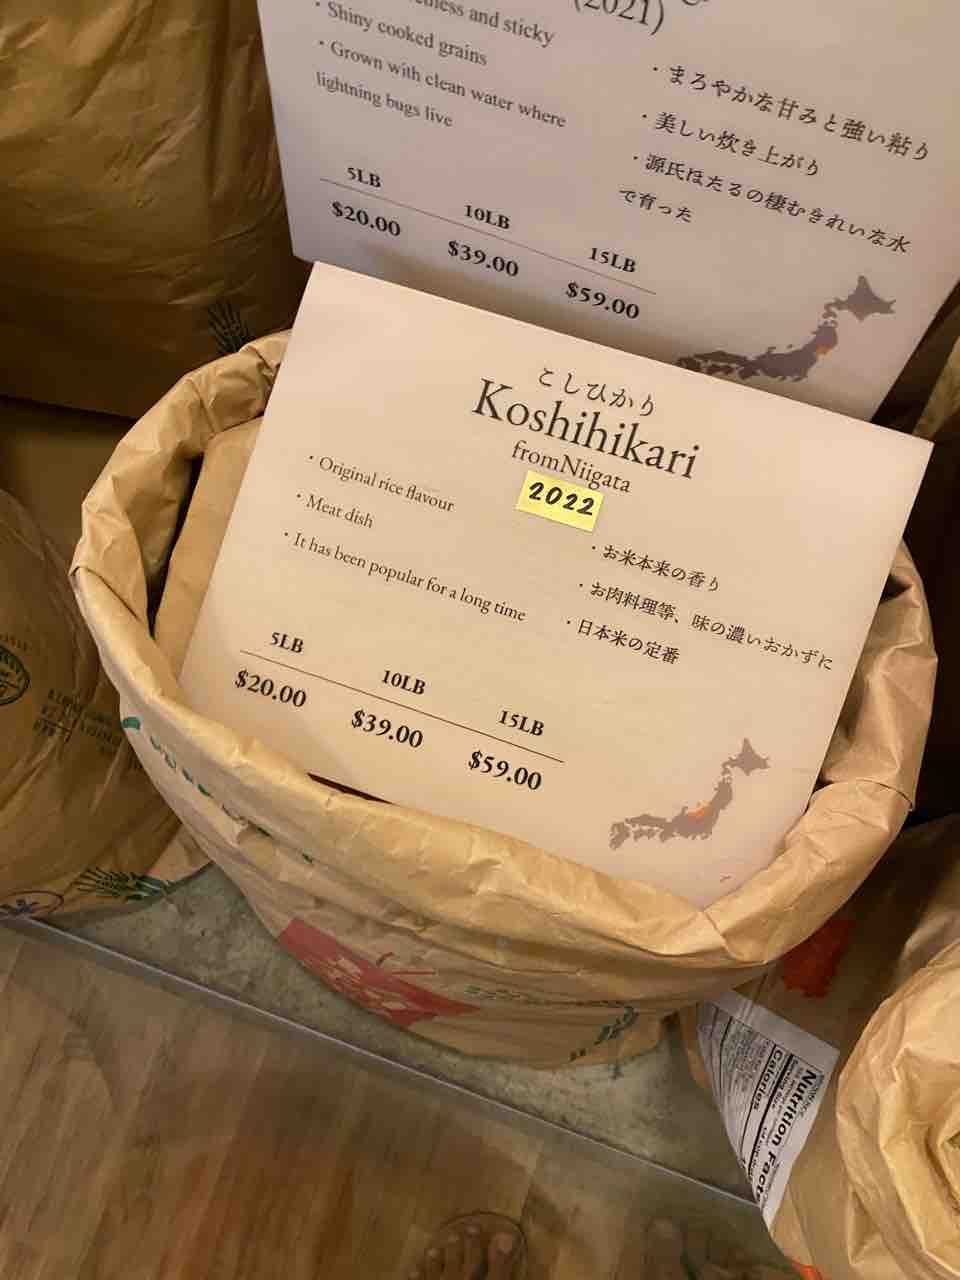 (2021)
and sticky
· Shiny cooked grains
· Grown with clean water where
lightning bugs live
· まろやかな甘みと強い粘り
· 美しい炊き上がり
· 源氏ほたるの棲むきれいな水
で育った
5LB 10LB 15LB
$20.00 $39.00 $59.00
こしひかり
Koshihikari
fromNiigata
2022
· Original rice flavour
· Meat dish
· It has been popular for a long time
· お米本来の香り
· お肉料理等、味の濃いおかずに
· 日本米の定番
5LB 10LB 15LB
$20.00 $39.00 $59.00
Nutrition Facts
Calories